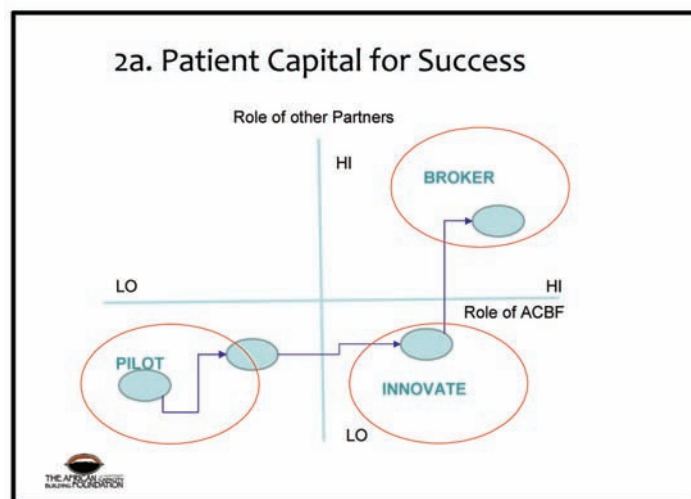 2a. Patient Capital for Success
Role of other Partners
HI
BROKER
LO
HI
Role of ACBF
PILOT
INNOVATE
LO
THE AFRICAN
BUILDING FOUNDATION